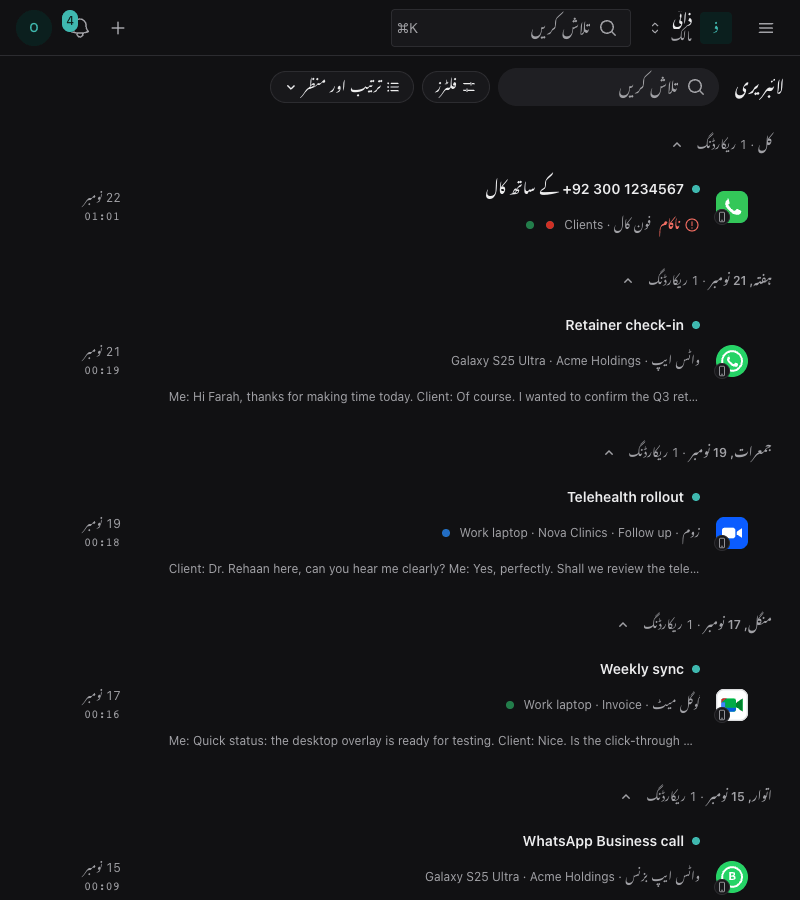 ذ
ذاتی
مالک
تلاش کریں
⌘K
4
O
لائبریری
تلاش کریں
فلٹرز
ترتیب اور منظر
کل · 1 ریکارڈنگ
+92 300 1234567 کے ساتھ کال
ناکام فون کال · Clients
22 نومبر
01:01
ہفتہ, 21 نومبر · 1 ریکارڈنگ
Retainer check-in
واٹس ایپ · Galaxy S25 Ultra · Acme Holdings
Me: Hi Farah, thanks for making time today. Client: Of course. I wanted to confirm the Q3 ret…
21 نومبر
00:19
جمعرات, 19 نومبر · 1 ریکارڈنگ
Telehealth rollout
زوم · Work laptop · Nova Clinics · Follow up
Client: Dr. Rehaan here, can you hear me clearly? Me: Yes, perfectly. Shall we review the tele…
19 نومبر
00:18
منگل, 17 نومبر · 1 ریکارڈنگ
Weekly sync
گوگل میٹ · Work laptop · Invoice
Me: Quick status: the desktop overlay is ready for testing. Client: Nice. Is the click-through …
17 نومبر
00:16
اتوار, 15 نومبر · 1 ریکارڈنگ
WhatsApp Business call
واٹس ایپ بزنس · Galaxy S25 Ultra · Acme Holdings
B
15 نومبر
00:09